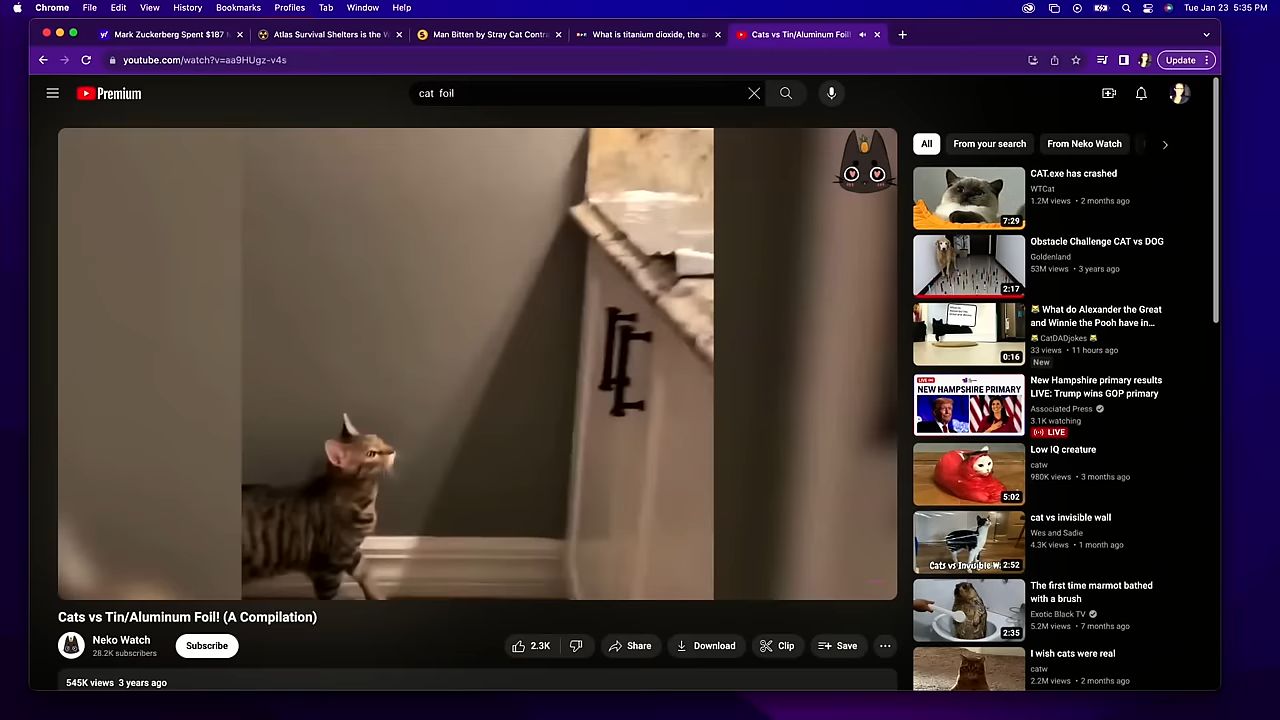 Chrome File Edit View History Bookmarks Profiles Tab Window Help Tue Jan 23 5:35 PM
Mark Zuckerberg Spent $187 Atlas Survival Shelters is the Man Bitten by Stray Cat Contra What is titanium dioxide, the a Cats vs Tin/Aluminum Foil!
youtube.com/watch?v=aa9HUgz-v4s Update
Premium
cat foil
All From your search From Neko Watch
CAT.exe has crashed
WTCat
1.2M views • 2 months ago
7:29
Obstacle Challenge CAT vs DOG
Goldenland
53M views • 3 years ago
2:17
What do Alexander the Great
and Winnie the Pooh have in...
CatDADjokes
33 views • 11 hours ago
0:16
New
New Hampshire primary results
LIVE: Trump wins GOP primary
Associated Press
3.1K watching
LIVE
NEW HAMPSHIRE PRIMARY
Low IQ creature
catw
980K views • 3 months ago
5:02
cat vs invisible wall
Wes and Sadie
4.3K views • 1 month ago
Cats vs Invisible W
2:52
The first time marmot bathed
with a brush
Exotic Black TV
5.2M views • 7 months ago
2:35
I wish cats were real
catw
2.2M views • 2 months ago
Cats vs Tin/Aluminum Foil! (A Compilation)
Neko Watch
28.2K subscribers
Subscribe
2.3K Share Download Clip Save
545K views 3 years ago